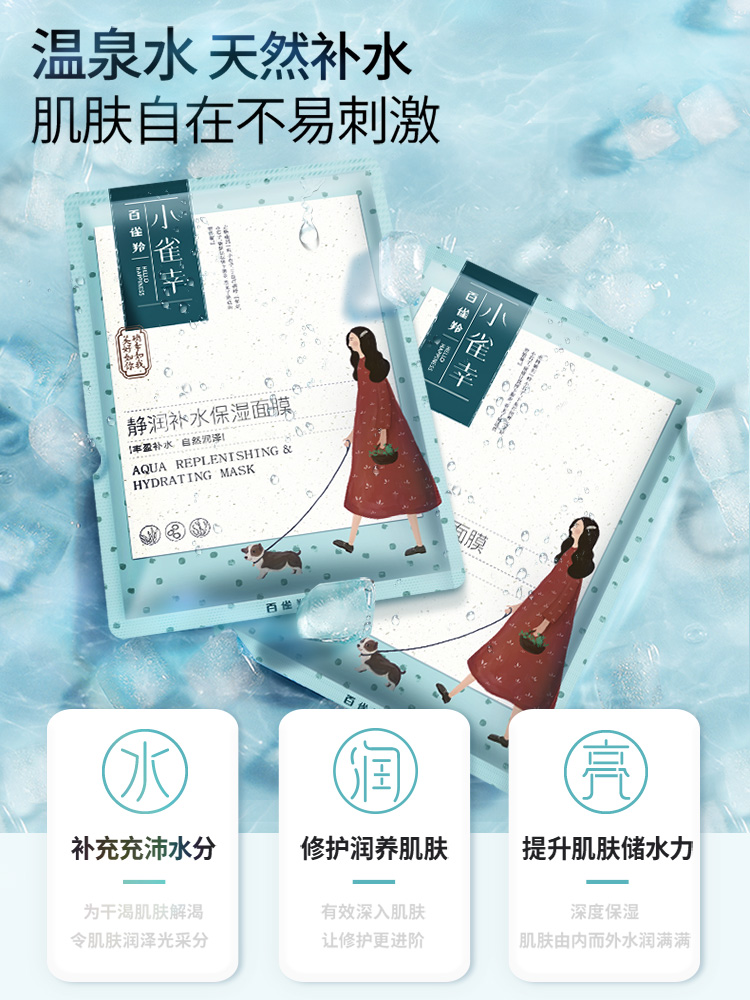 温泉水 天然补水
肌肤自在不易刺激
小雀幸
百雀羚
HELLO
HAPPINESS
静润补水保湿面膜
丰盈补水 自然润泽
AQUA REPLENISHING &
HYDRATING MASK
百雀羚
小雀幸
百雀羚
HELLO
HAPPINESS
面膜
百雀
水
补充充沛水分
为干渴肌肤解渴
令肌肤润泽光采分
润
修护润养肌肤
有效深入肌肤
让修护更进阶
亮
提升肌肤储水力
深度保湿
肌肤由内而外水润满满